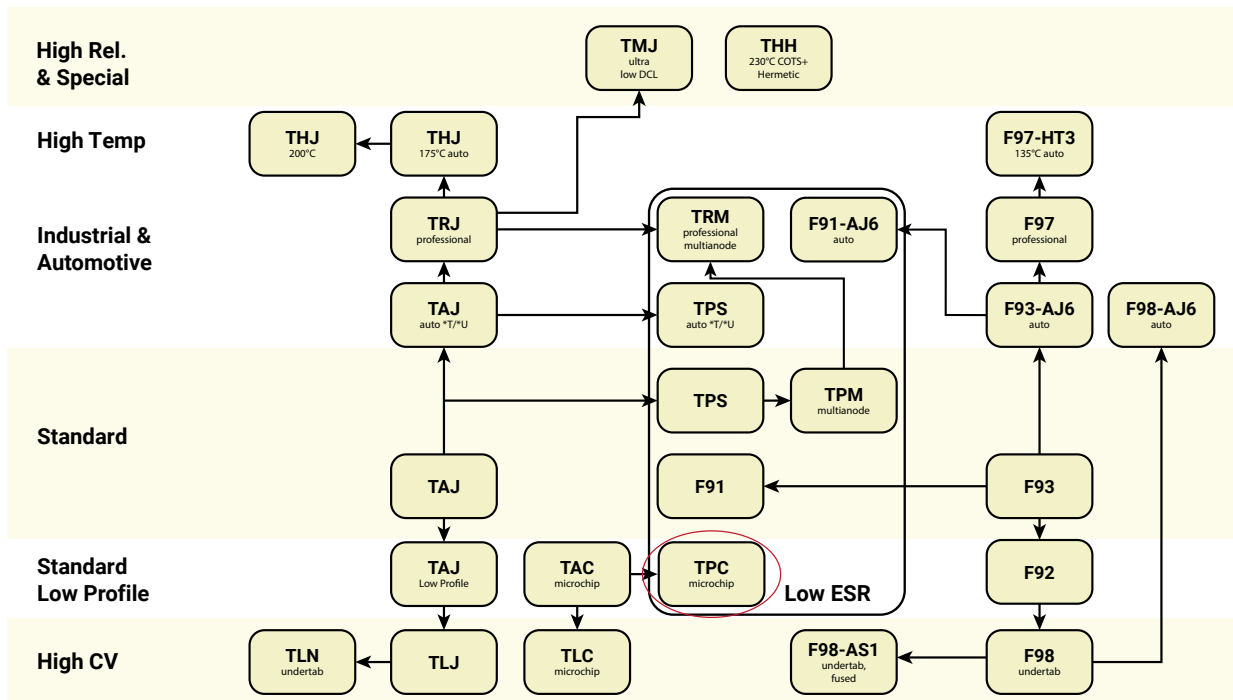 High Rel.
& Special
TMJ
ultra
low DCL
THH
230°C COTS+
Hermetic
High Temp
THJ
200°C
THJ
175°C auto
F97-HT3
135°C auto
Industrial &
Automotive
TRJ
professional
TRM
professional
multianode
F91-AJ6
auto
F97
professional
TAJ
auto *T/*U
TPS
auto *T/*U
F93-AJ6
auto
F98-AJ6
auto
Standard
TPS
TPM
multianode
TAJ
F91
F93
Standard
Low Profile
TAJ
Low Profile
TAC
microchip
TPC
microchip
Low ESR
F92
High CV
TLN
undertab
TLJ
TLC
microchip
F98-AS1
undertab,
fused
F98
undertab